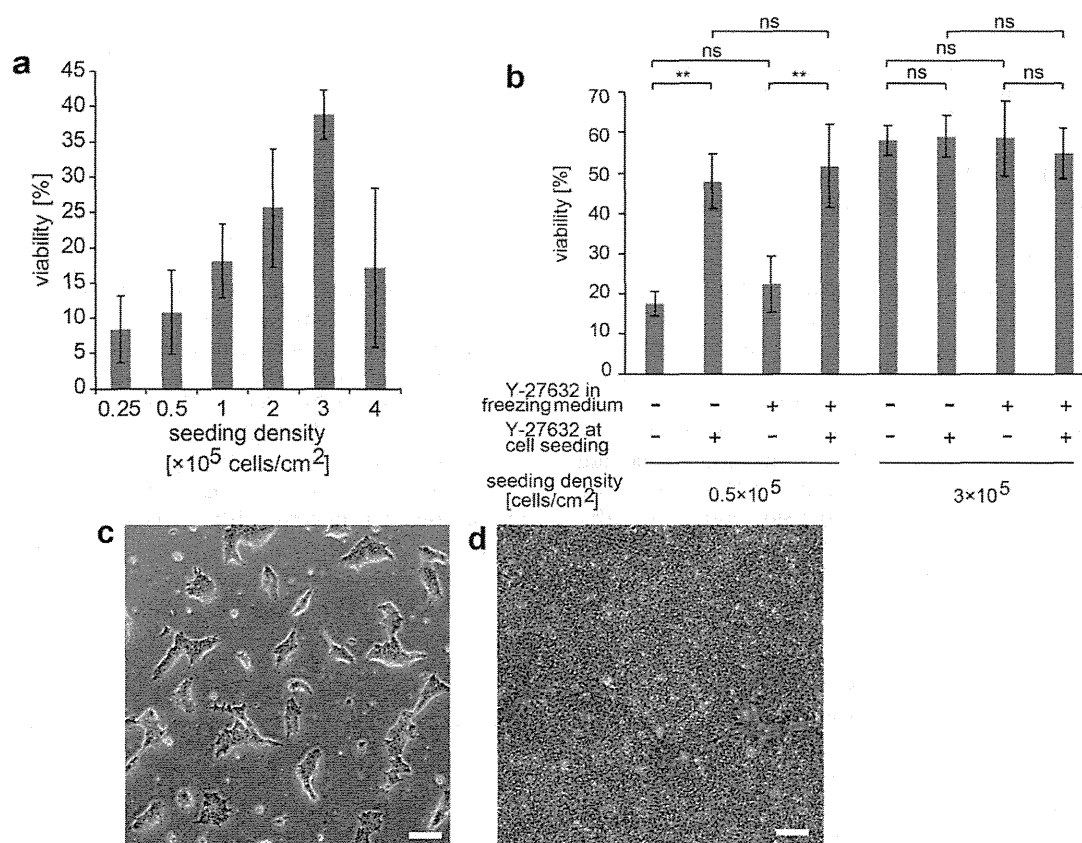 a
45
40
35
30
25
20
15
10
5
0
viability [%]
0.25 0.5 1 2 3 4
seeding density
[×10⁵ cells/cm²]
b
ns ns
ns ns
** ** ns ns
70
60
50
40
30
20
10
0
viability [%]
Y-27632 in
freezing medium - - + + - - + +
Y-27632 at
cell seeding - + - + - + - +
seeding density
[cells/cm²] 0.5×10⁵ 3×10⁵
c
d